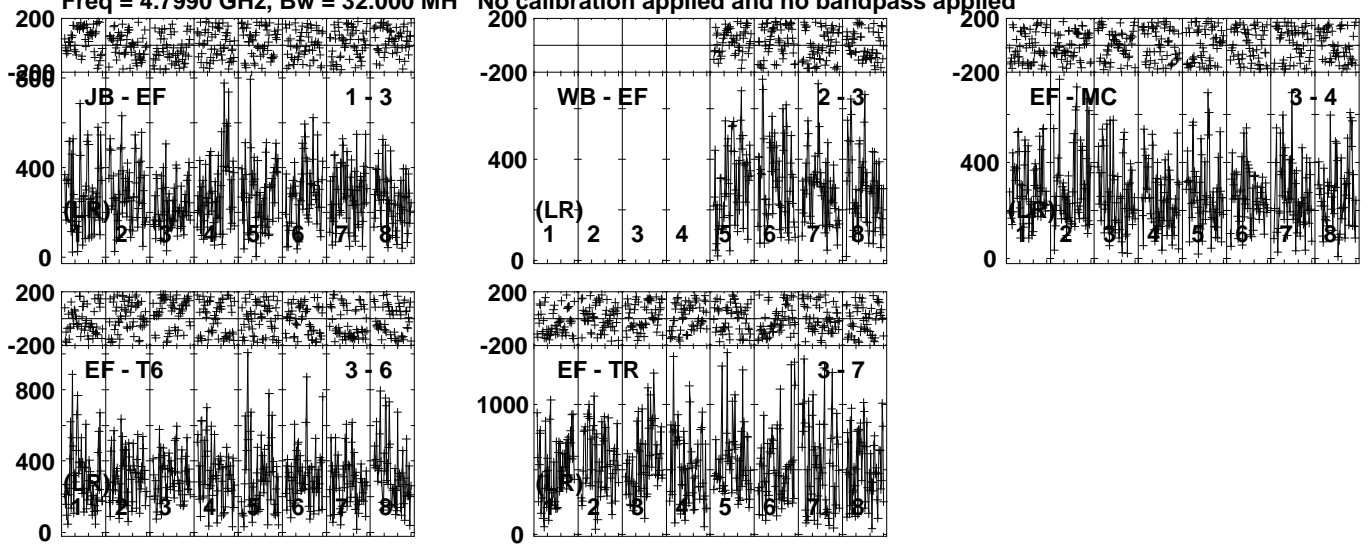 Freq = 4.7990 GHz, Bw = 32.000 MH No calibration applied and no bandpass applied
200 200 200
-200 -200 -200
800
JB - EF 1 - 3 WB - EF 2 - 3 EF - MC 3 - 4
400 400 400
(LR) (LR) (LR)
1 2 3 4 5 6 7 8 1 2 3 4 5 6 7 8 1 2 3 4 5 6 7 8
0 0 0
200 200
-200 -200
EF - T6 3 - 6 EF - TR 3 - 7
800 1000
400
(LR) (LR)
1 2 3 4 5 6 7 8 1 2 3 4 5 6 7 8
0 0